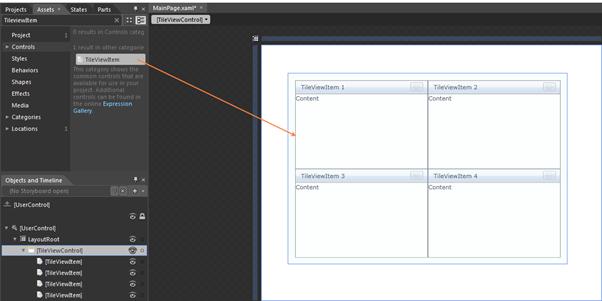 Projects Assets × States Parts
TileviewItem
Project 1
Controls
Styles
Behaviors
Shapes
Effects
Media
Categories
Locations 1
0 results in Controls categ
1 result in other categorie
TileViewItem
This category shows the
common controls that are
available for use in your
project. Additional
controls can be found in
the online Expression
Gallery.
MainPage.xaml* ×
[TileViewControl]
TileViewItem 1
Content
TileViewItem 2
Content
TileViewItem 3
Content
TileViewItem 4
Content
Objects and Timeline
(No Storyboard open)
[UserControl]
[UserControl]
LayoutRoot
[TileViewControl]
[TileViewItem]
[TileViewItem]
[TileViewItem]
[TileViewItem]